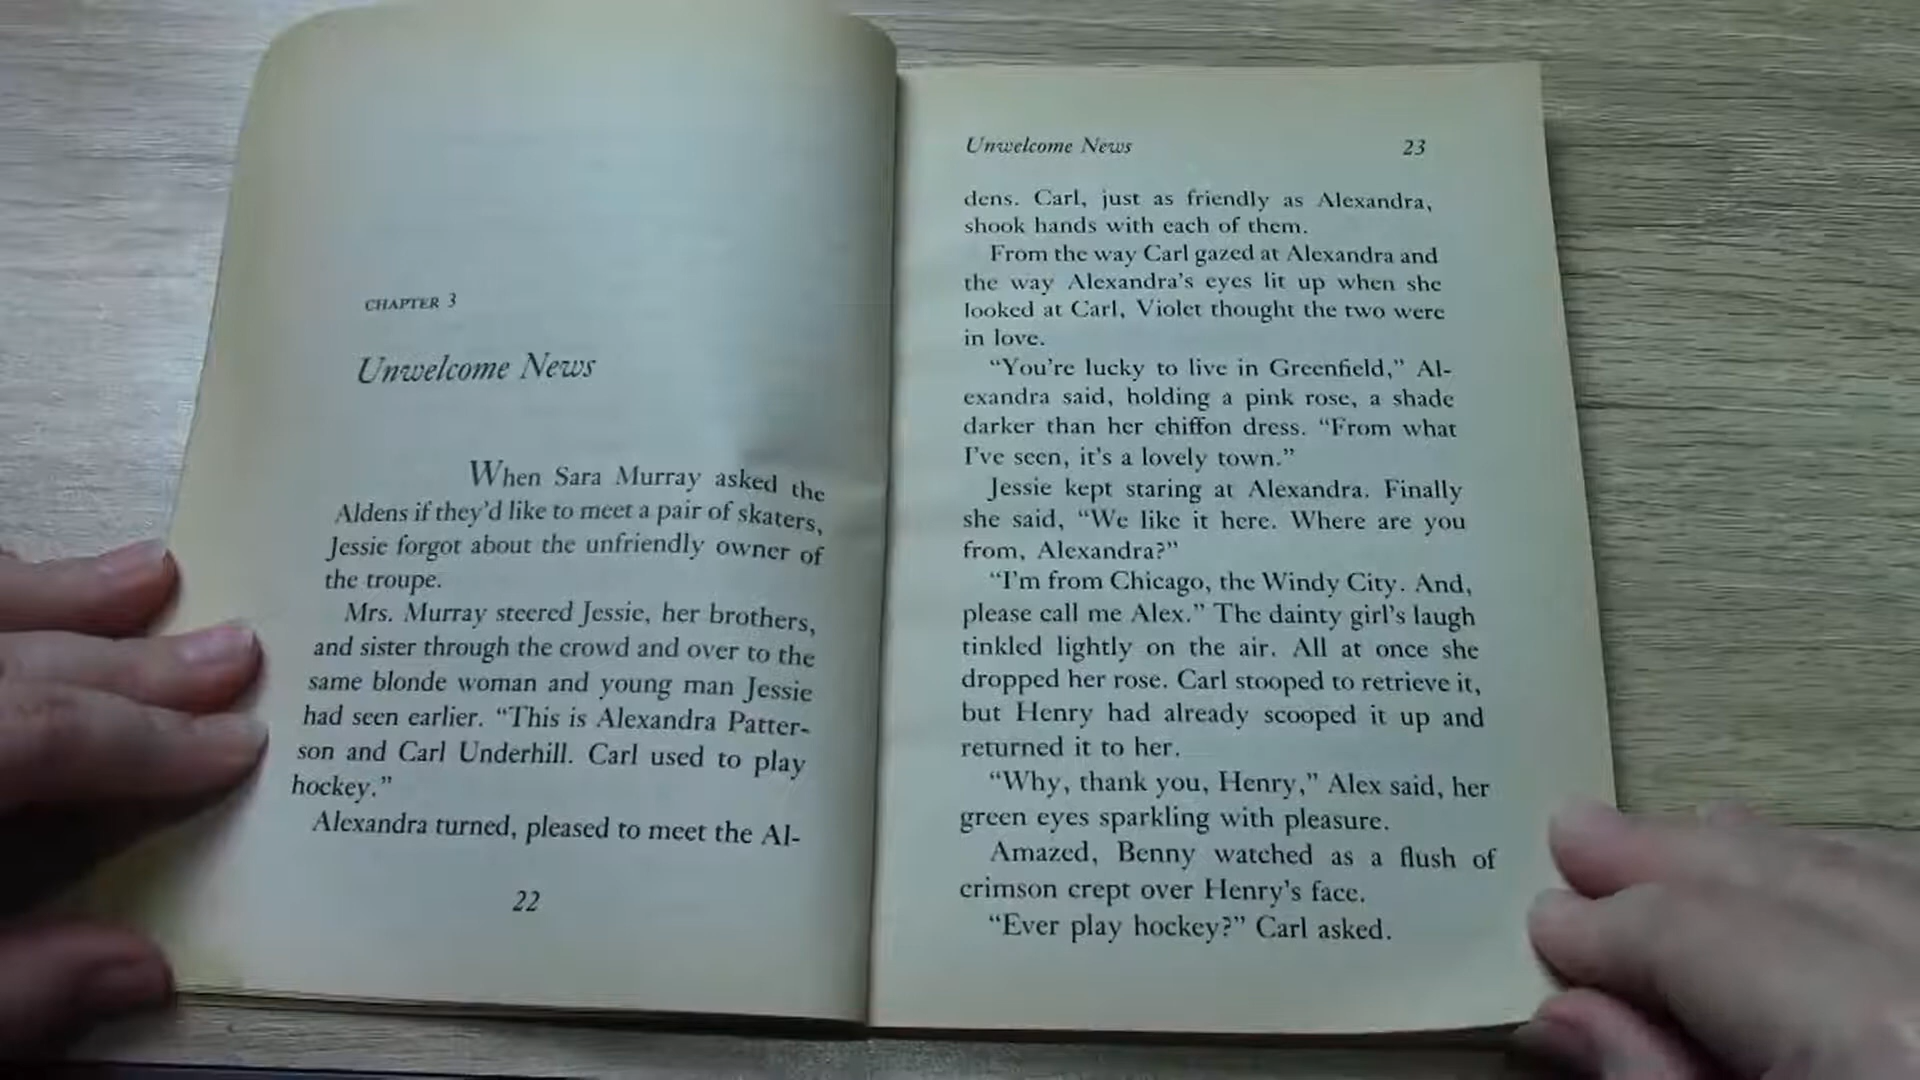 CHAPTER 3
Unwelcome News
When Sara Murray asked the
Aldens if they'd like to meet a pair of skaters,
Jessie forgot about the unfriendly owner of
the troupe.
Mrs. Murray steered Jessie, her brothers,
and sister through the crowd and over to the
same blonde woman and young man Jessie
had seen earlier. “This is Alexandra Patter-
son and Carl Underhill. Carl used to play
hockey.”
Alexandra turned, pleased to meet the Al-
22
Unwelcome News 23
dens. Carl, just as friendly as Alexandra,
shook hands with each of them.
From the way Carl gazed at Alexandra and
the way Alexandra's eyes lit up when she
looked at Carl, Violet thought the two were
in love.
“You're lucky to live in Greenfield,” Al-
exandra said, holding a pink rose, a shade
darker than her chiffon dress. “From what
I've seen, it's a lovely town.”
Jessie kept staring at Alexandra. Finally
she said, “We like it here. Where are you
from, Alexandra?”
“I'm from Chicago, the Windy City. And,
please call me Alex.” The dainty girl's laugh
tinkled lightly on the air. All at once she
dropped her rose. Carl stooped to retrieve it,
but Henry had already scooped it up and
returned it to her.
“Why, thank you, Henry,” Alex said, her
green eyes sparkling with pleasure.
Amazed, Benny watched as a flush of
crimson crept over Henry's face.
“Ever play hockey?” Carl asked.